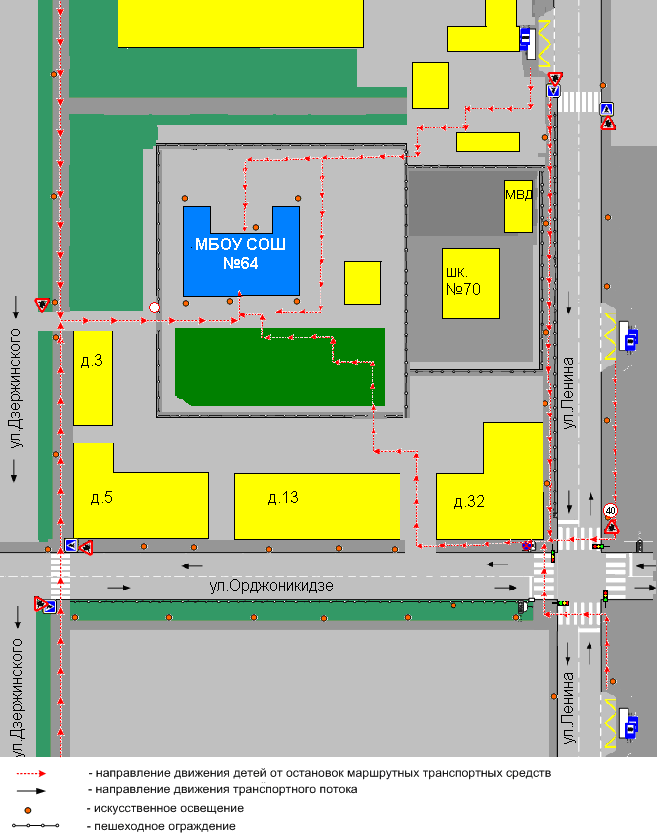 МВД
МБОУ СОШ
№64
шк.
№70
ул.Дзержинского
ул.Ленина
д.3
д.5
д.13
д.32
40
ул.Орджоникидзе
ул.Дзержинского
ул.Ленина
- направление движения детей от остановок маршрутных транспортных средств
- направление движения транспортного потока
- искусственное освещение
- пешеходное ограждение